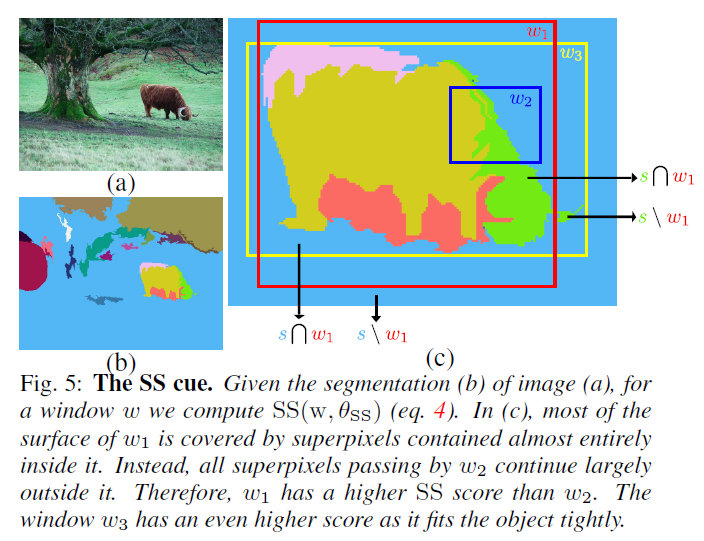 w₁
w₃
w₂
s ⋂ w₁
(a)
s \ w₁
s ⋂ w₁ s \ w₁
(b) (c)
Fig. 5: The SS cue. Given the segmentation (b) of image (a), for
a window w we compute SS(w, θSS) (eq. 4). In (c), most of the
surface of w₁ is covered by superpixels contained almost entirely
inside it. Instead, all superpixels passing by w₂ continue largely
outside it. Therefore, w₁ has a higher SS score than w₂. The
window w₃ has an even higher score as it fits the object tightly.